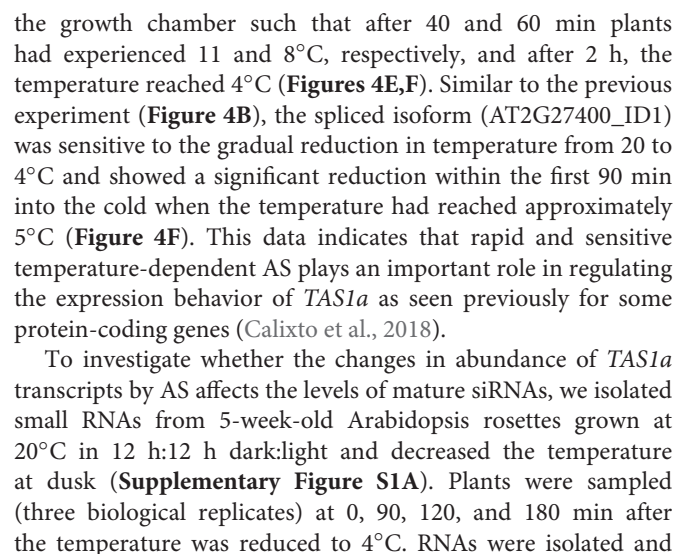 the growth chamber such that after 40 and 60 min plants
had experienced 11 and 8°C, respectively, and after 2 h, the
temperature reached 4°C (Figures 4E,F). Similar to the previous
experiment (Figure 4B), the spliced isoform (AT2G27400_ID1)
was sensitive to the gradual reduction in temperature from 20 to
4°C and showed a significant reduction within the first 90 min
into the cold when the temperature had reached approximately
5°C (Figure 4F). This data indicates that rapid and sensitive
temperature-dependent AS plays an important role in regulating
the expression behavior of TAS1a as seen previously for some
protein-coding genes (Calixto et al., 2018).
To investigate whether the changes in abundance of TAS1a
transcripts by AS affects the levels of mature siRNAs, we isolated
small RNAs from 5-week-old Arabidopsis rosettes grown at
20°C in 12 h:12 h dark:light and decreased the temperature
at dusk (Supplementary Figure S1A). Plants were sampled
(three biological replicates) at 0, 90, 120, and 180 min after
the temperature was reduced to 4°C. RNAs were isolated and